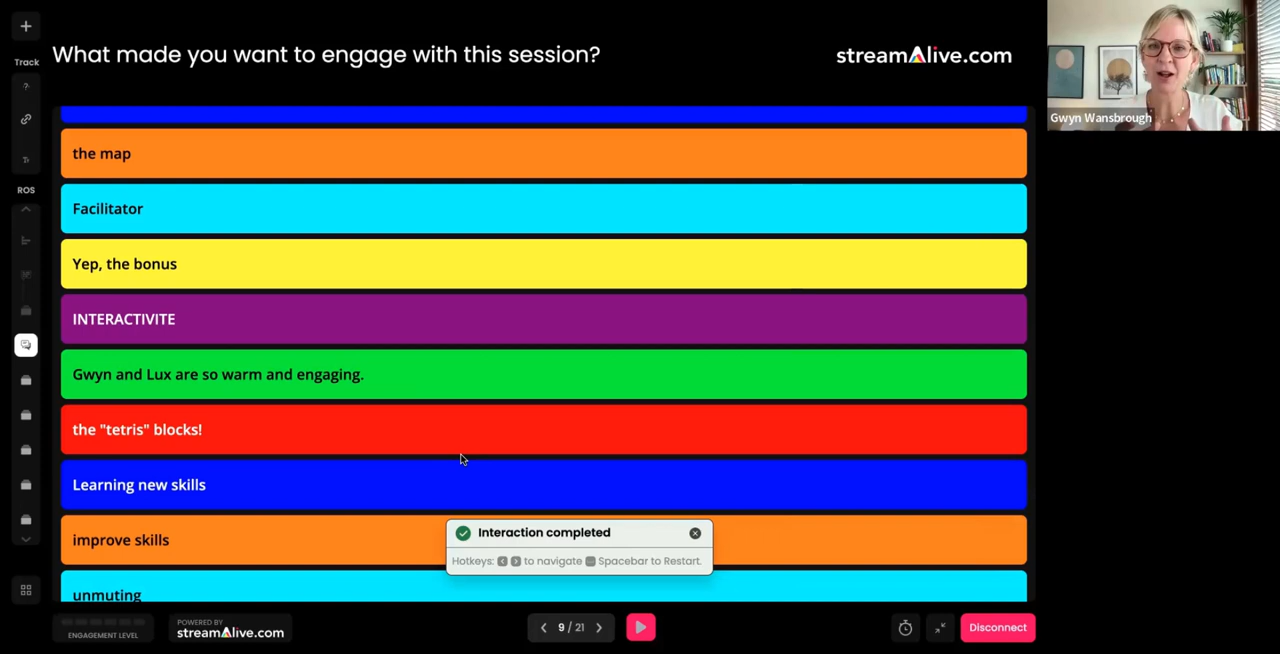 Track
ROS
What made you want to engage with this session?
streamAlive.com
Gwyn Wansbrough
the map
Facilitator
Yep, the bonus
INTERACTIVITE
Gwyn and Lux are so warm and engaging.
the "tetris" blocks!
Learning new skills
improve skills
unmuting
Interaction completed
Hotkeys: < > to navigate Spacebar to Restart.
ENGAGEMENT LEVEL
POWERED BY
streamAlive.com
9 / 21
Disconnect